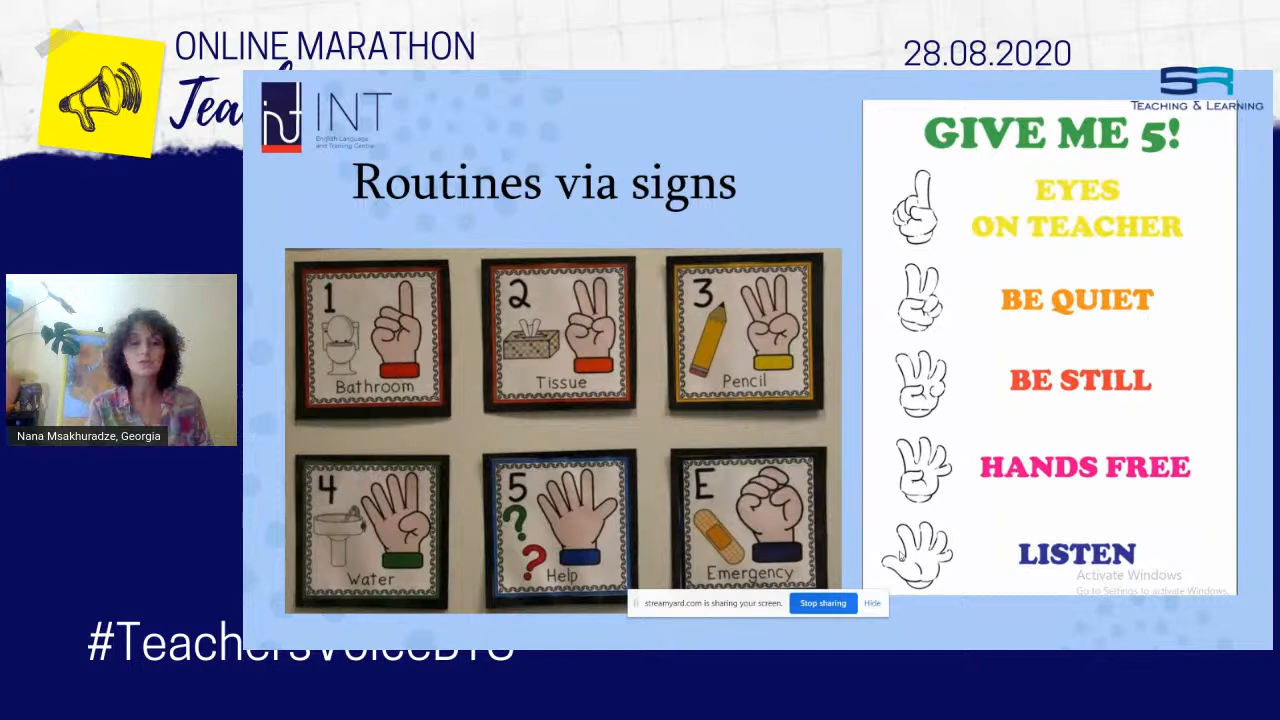 ONLINE MARATHON
28.08.2020
Tea
INT
English Language
and Training Centre
SR
TEACHING & LEARNING
Routines via signs
1
Bathroom
2
Tissue
3
Pencil
4
Water
5
Help
E
Emergency
GIVE ME 5!
EYES
ON TEACHER
BE QUIET
BE STILL
HANDS FREE
LISTEN
Activate Windows
Go to Settings to activate Windows.
streamyard.com is sharing your screen.
Stop sharing
Hide
Nana Msakhuradze, Georgia